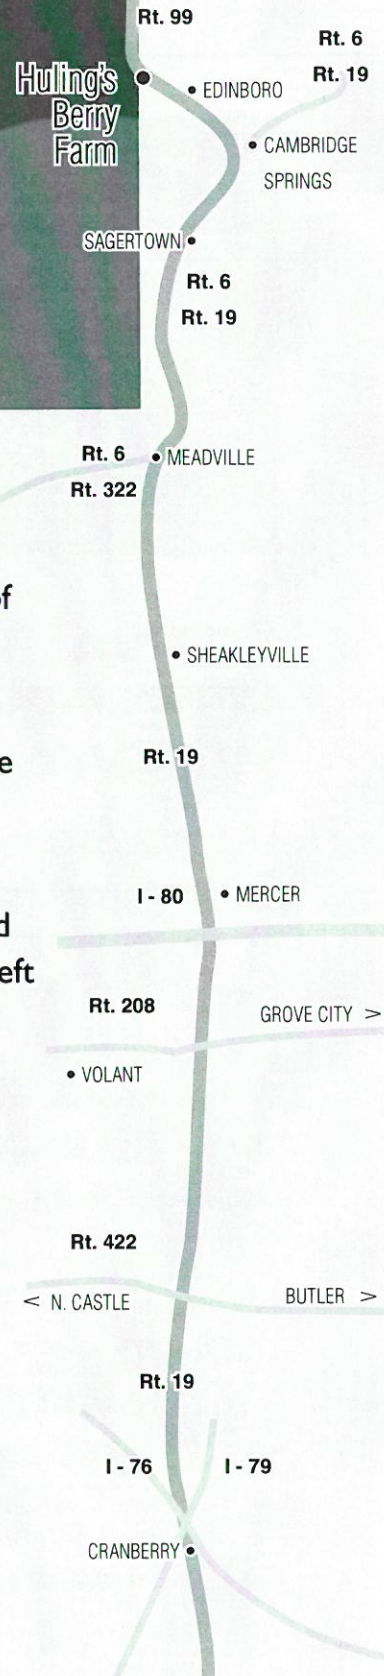 Rt. 99
Rt. 6
Rt. 19
Huling's
Berry
Farm
EDINBORO
CAMBRIDGE
SPRINGS
SAGERTOWN
Rt. 6
Rt. 19
Rt. 6
MEADVILLE
Rt. 322
of
SHEAKLEYVILLE
Rt. 19
e
I - 80
MERCER
d
eft
Rt. 208
GROVE CITY >
VOLANT
Rt. 422
< N. CASTLE
BUTLER >
Rt. 19
I - 76
I - 79
CRANBERRY